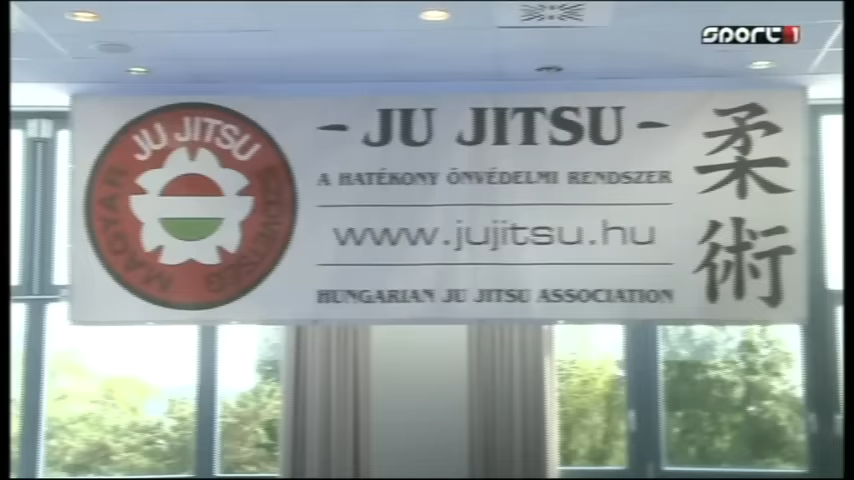 sport1
MAGYAR JU JITSU SZÖVETSÉG
- JU JITSU -
A HATÉKONY ÖNVÉDELMI RENDSZER
www.jujitsu.hu
HUNGARIAN JU JITSU ASSOCIATION
柔術